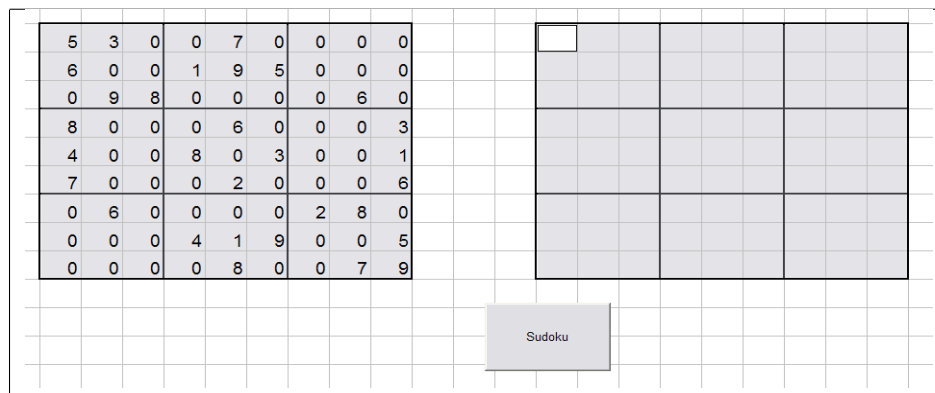 5 3 0 0 7 0 0 0 0
6 0 0 1 9 5 0 0 0
0 9 8 0 0 0 0 6 0
8 0 0 0 6 0 0 0 3
4 0 0 8 0 3 0 0 1
7 0 0 0 2 0 0 0 6
0 6 0 0 0 0 2 8 0
0 0 0 4 1 9 0 0 5
0 0 0 0 8 0 0 7 9
Sudoku